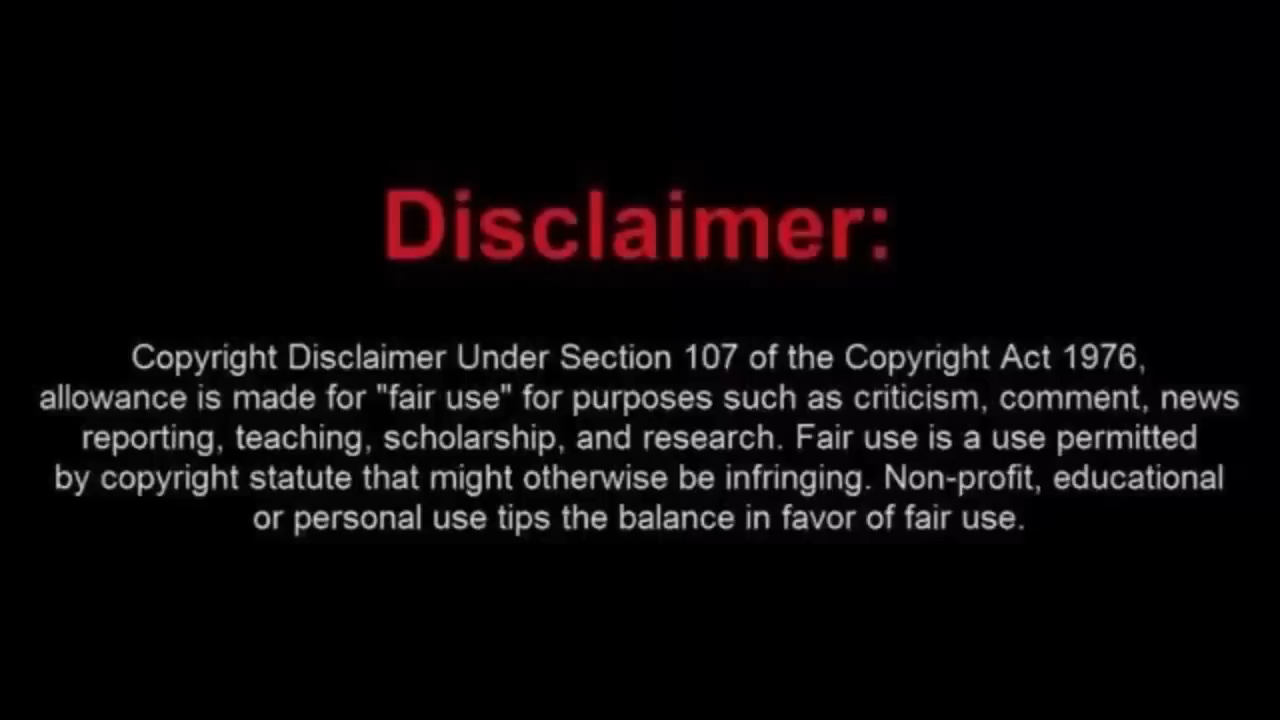 Disclaimer:
Copyright Disclaimer Under Section 107 of the Copyright Act 1976,
allowance is made for "fair use" for purposes such as criticism, comment, news
reporting, teaching, scholarship, and research. Fair use is a use permitted
by copyright statute that might otherwise be infringing. Non-profit, educational
or personal use tips the balance in favor of fair use.